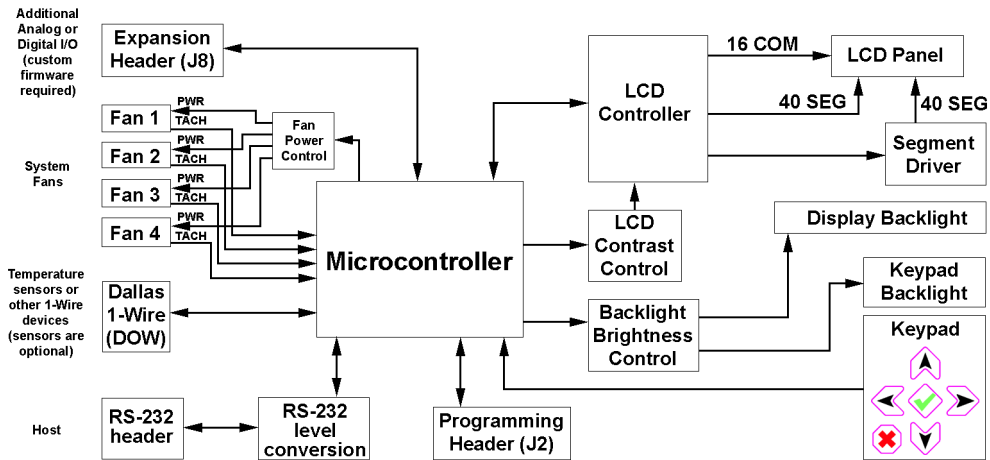 Additional
Analog or
Digital I/O
(custom
firmware
required)
Expansion
Header (J8)
System
Fans
Fan 1
PWR
TACH
Fan 2
PWR
TACH
Fan 3
PWR
TACH
Fan 4
PWR
TACH
Fan
Power
Control
Temperature
sensors or
other 1-Wire
devices
(sensors are
optional)
Dallas
1-Wire
(DOW)
Host
RS-232
header
RS-232
level
conversion
Microcontroller
Programming
Header (J2)
LCD
Controller
16 COM
40 SEG
40 SEG
LCD Panel
Segment
Driver
LCD
Contrast
Control
Backlight
Brightness
Control
Display Backlight
Keypad
Backlight
Keypad